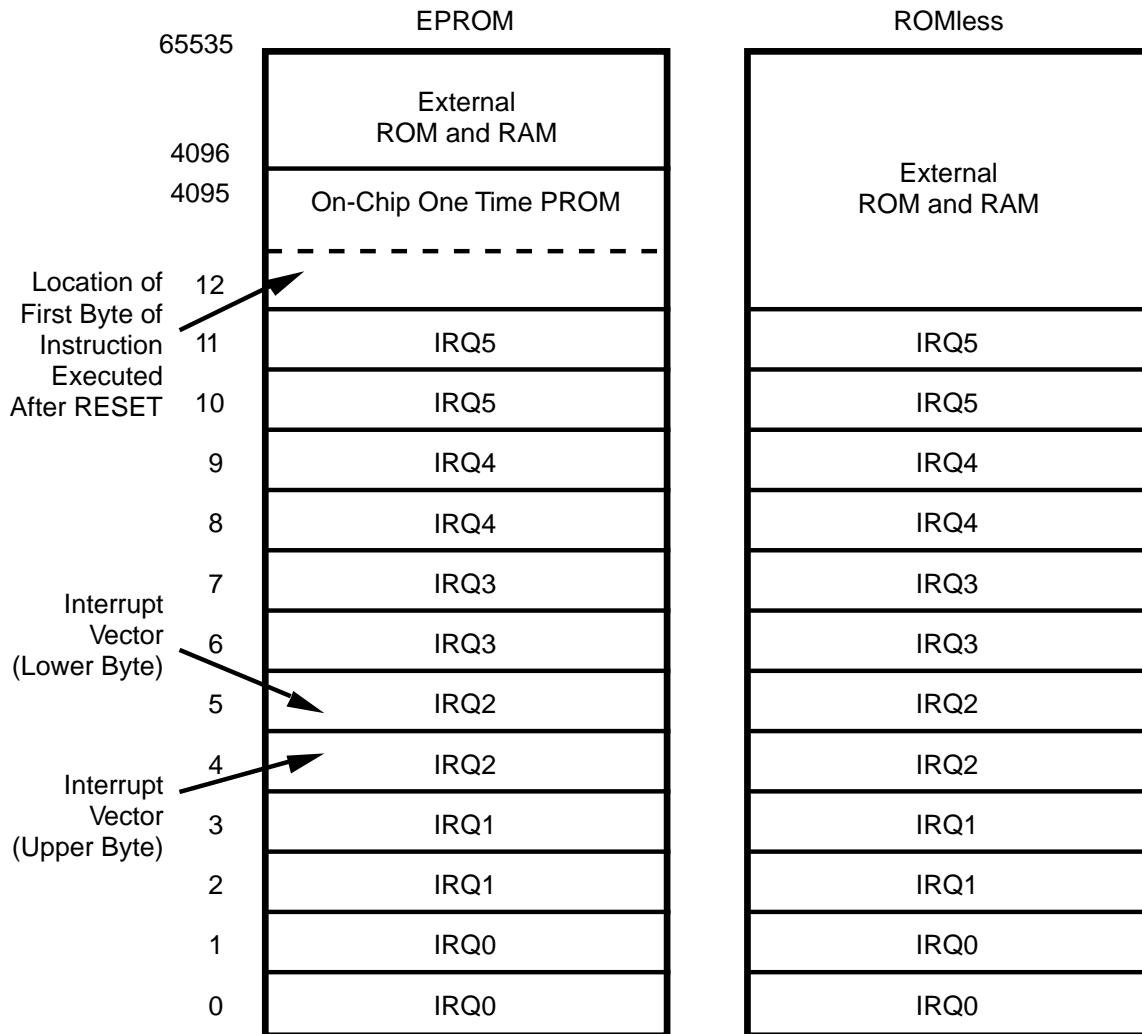 EPROM
ROMless
65535
External
ROM and RAM
4096
4095
On-Chip One Time PROM
External
ROM and RAM
Location of
First Byte of
Instruction
Executed
After RESET
12
11
IRQ5
IRQ5
10
IRQ5
IRQ5
9
IRQ4
IRQ4
8
IRQ4
IRQ4
7
IRQ3
IRQ3
Interrupt
Vector
(Lower Byte)
6
IRQ3
IRQ3
5
IRQ2
IRQ2
4
IRQ2
IRQ2
Interrupt
Vector
(Upper Byte)
3
IRQ1
IRQ1
2
IRQ1
IRQ1
1
IRQ0
IRQ0
0
IRQ0
IRQ0